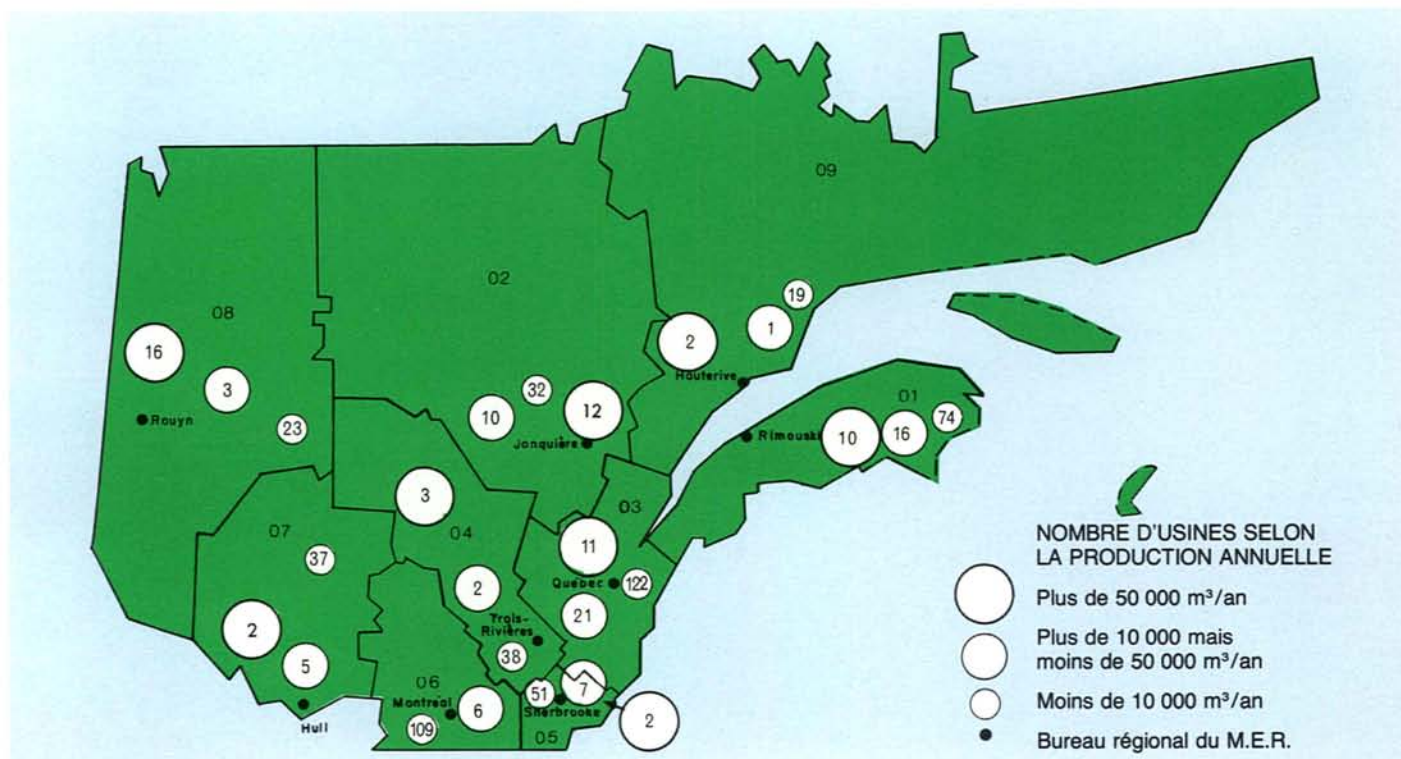 09
02
08
19
1
2
16
Hauterive
3
32
10
12
01
74
16
10
Rouyn
23
Jonquière
Rimouski
3
03
07
04
11
37
NOMBRE D'USINES SELON
LA PRODUCTION ANNUELLE
2
Québec
122
Plus de 50 000 m³/an
21
2
Trois-
Rivières
Plus de 10 000 mais
moins de 50 000 m³/an
5
38
06
51
7
Moins de 10 000 m³/an
Montréal
6
Sherbrooke
2
Hull
109
05
Bureau régional du M.E.R.